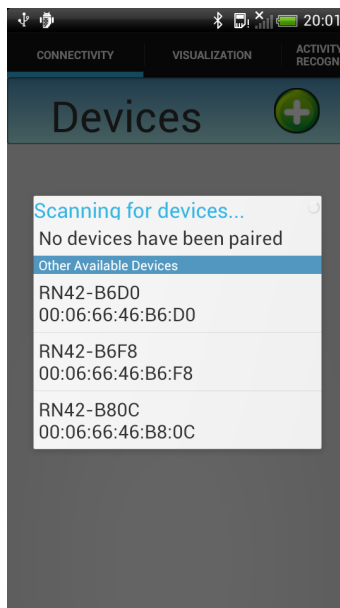 20:01
CONNECTIVITY
VISUALIZATION
ACTIVITY
RECOGN
Devices
Scanning for devices...
No devices have been paired
Other Available Devices
RN42-B6D0
00:06:66:46:B6:D0
RN42-B6F8
00:06:66:46:B6:F8
RN42-B80C
00:06:66:46:B8:0C